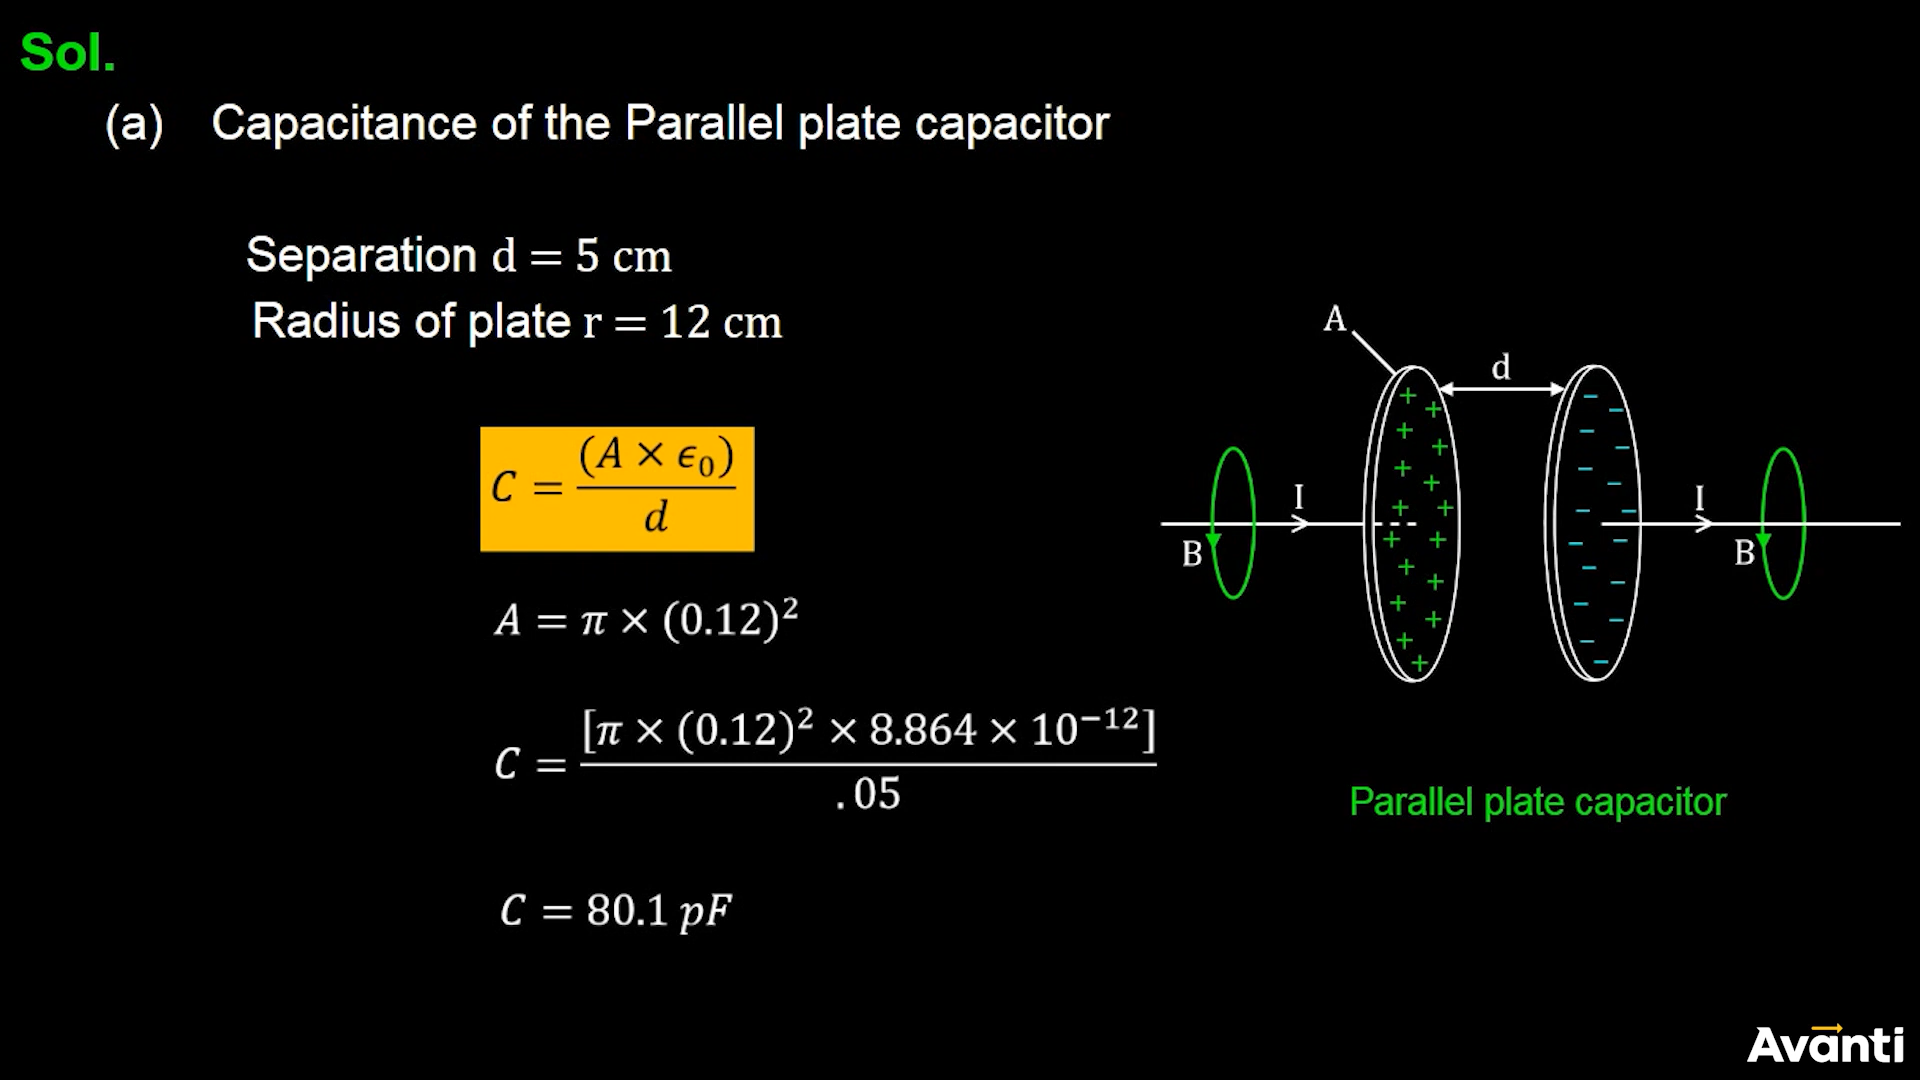 Sol.
(a) Capacitance of the Parallel plate capacitor
Separation d = 5 cm
Radius of plate r = 12 cm
C = (A × ϵ₀) / d
A = π × (0.12)²
C = [π × (0.12)² × 8.864 × 10⁻¹²] / .05
C = 80.1 pF
A
d
I
B
I
B
Parallel plate capacitor
Avanti